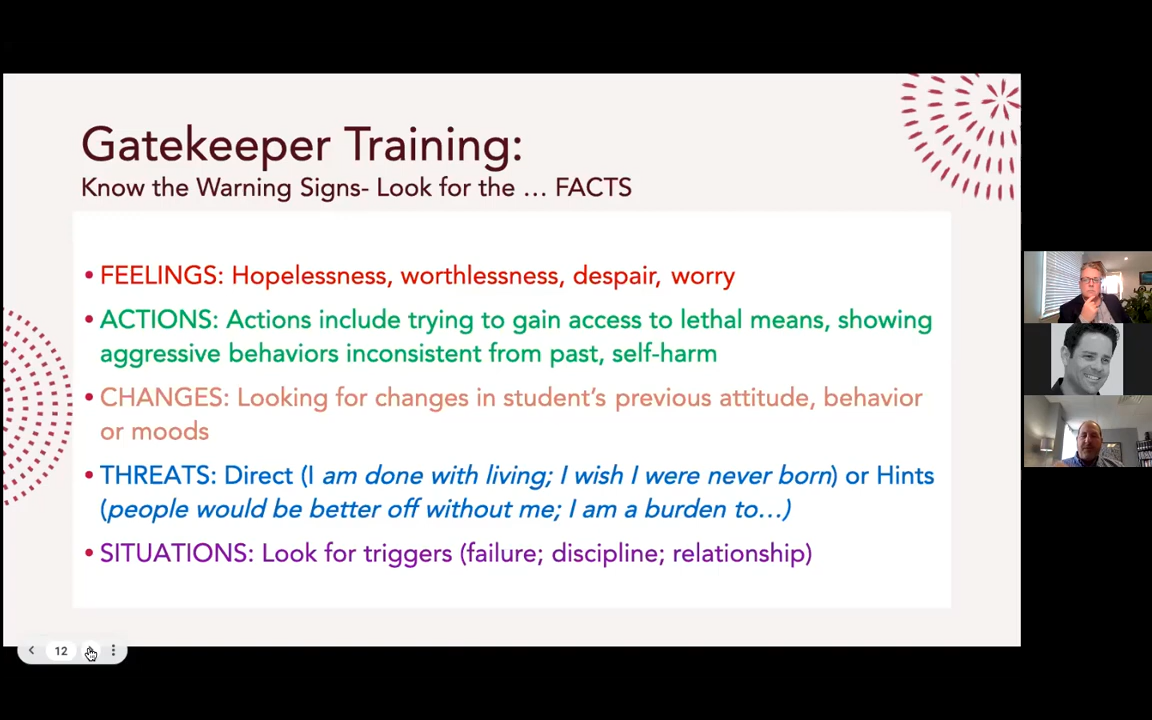 Gatekeeper Training:
Know the Warning Signs- Look for the … FACTS
• FEELINGS: Hopelessness, worthlessness, despair, worry
• ACTIONS: Actions include trying to gain access to lethal means, showing
aggressive behaviors inconsistent from past, self-harm
• CHANGES: Looking for changes in student’s previous attitude, behavior
or moods
• THREATS: Direct (I am done with living; I wish I were never born) or Hints
(people would be better off without me; I am a burden to…)
• SITUATIONS: Look for triggers (failure; discipline; relationship)
12